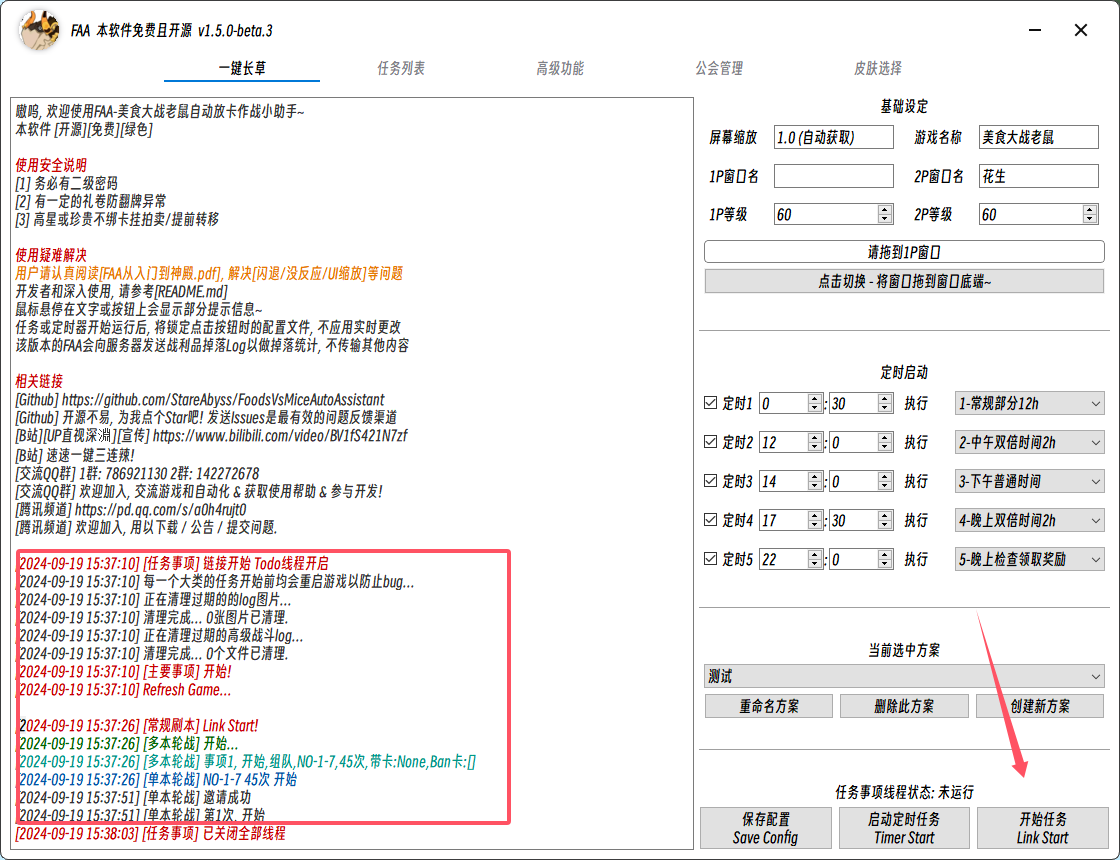 FAA 本软件免费且开源 v1.5.0-beta.3
一键长草 任务列表 高级功能 公会管理 皮肤选择
嗷呜, 欢迎使用FAA-美食大战老鼠自动放卡作战小助手~
本软件 [开源][免费][绿色]
使用安全说明
[1] 务必有二级密码
[2] 有一定的礼卷防翻牌异常
[3] 高星或珍贵不绑卡挂拍卖/提前转移
使用疑难解决
用户请认真阅读[FAA从入门到神殿.pdf], 解决[闪退/没反应/UI缩放]等问题
开发者和深入使用, 请参考[README.md]
鼠标悬停在文字或按钮上会显示部分提示信息~
任务或定时器开始运行后, 将锁定点击按钮时的配置文件, 不应用实时更改
该版本的FAA会向服务器发送战利品掉落Log以做掉落统计, 不传输其他内容
相关链接
[Github] https://github.com/StareAbyss/FoodsVsMiceAutoAssistant
[Github] 开源不易, 为我点个Star吧! 发送Issues是最有效的问题反馈渠道
[B站][UP直视深渊][宣传] https://www.bilibili.com/video/BV1fS421N7zf
[B站] 速速一键三连辣!
[交流QQ群] 1群: 786921130 2群: 142272678
[交流QQ群] 欢迎加入, 交流游戏和自动化 & 获取使用帮助 & 参与开发!
[腾讯频道] https://pd.qq.com/s/a0h4rujt0
[腾讯频道] 欢迎加入, 用以下载 / 公告 / 提交问题.
[2024-09-19 15:37:10] [任务事项] 链接开始 Todo线程开启
[2024-09-19 15:37:10] 每一个大类的任务开始前均会重启游戏以防止bug...
[2024-09-19 15:37:10] 正在清理过期的的log图片...
[2024-09-19 15:37:10] 清理完成... 0张图片已清理.
[2024-09-19 15:37:10] 正在清理过期的高级战斗log...
[2024-09-19 15:37:10] 清理完成... 0个文件已清理.
[2024-09-19 15:37:10] [主要事项] 开始!
[2024-09-19 15:37:10] Refresh Game...
[2024-09-19 15:37:26] [常规刷本] Link Start!
[2024-09-19 15:37:26] [多本轮战] 开始...
[2024-09-19 15:37:26] [多本轮战] 事项1, 开始,组队,NO-1-7,45次,带卡:None,Ban卡:[]
[2024-09-19 15:37:26] [单本轮战] NO-1-7 45次 开始
[2024-09-19 15:37:51] [单本轮战] 邀请成功
[2024-09-19 15:37:51] [单本轮战] 第1次, 开始
[2024-09-19 15:38:03] [任务事项] 已关闭全部线程
基础设定
屏幕缩放 1.0 (自动获取) 游戏名称 美食大战老鼠
1P窗口名 2P窗口名 花生
1P等级 60 2P等级 60
请拖到1P窗口
点击切换 - 将窗口拖到窗口底端~
定时启动
定时1 0 : 30 执行 1-常规部分12h
定时2 12 : 0 执行 2-中午双倍时间2h
定时3 14 : 0 执行 3-下午普通时间
定时4 17 : 30 执行 4-晚上双倍时间2h
定时5 22 : 0 执行 5-晚上检查领取奖励
当前选中方案
测试
重命名方案 删除此方案 创建新方案
任务事项线程状态: 未运行
保存配置 启动定时任务 开始任务
Save Config Timer Start Link Start